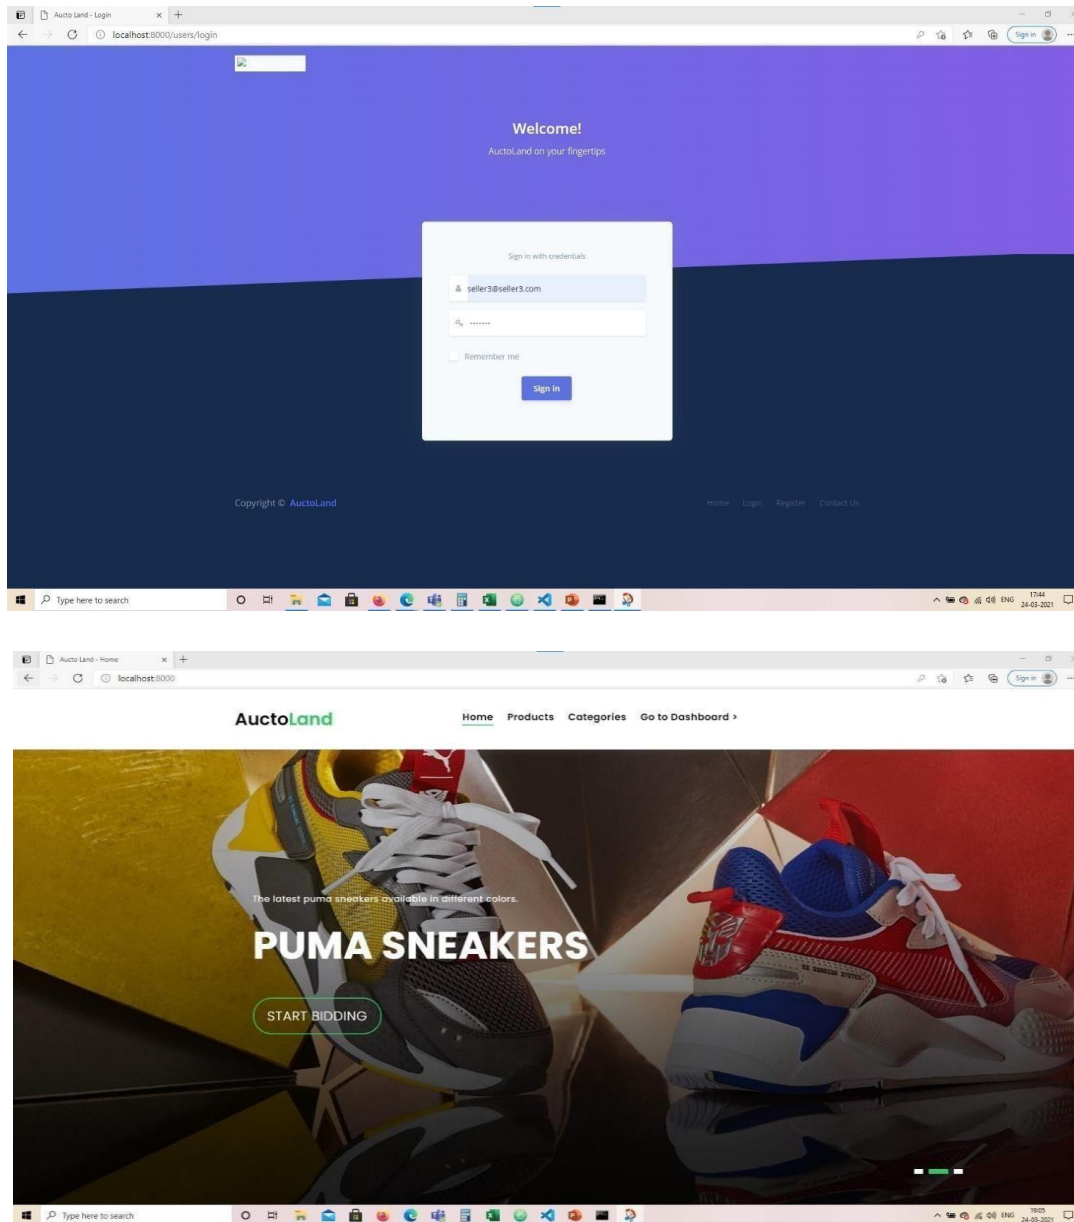 Aucto Land - Login
localhost:8000/users/login
Sign in
Welcome!
AuctoLand on your fingertips
Sign in with credentials
seller3@seller3.com
Remember me
Sign in
Copyright © AuctoLand
Home Login Register Contact Us
Type here to search
ENG
17:44
24-03-2021
Aucto Land - Home
localhost:8000
Sign in
AuctoLand
Home Products Categories Go to Dashboard >
The latest puma sneakers available in different colors.
PUMA SNEAKERS
START BIDDING
Type here to search
ENG
19:05
24-03-2021